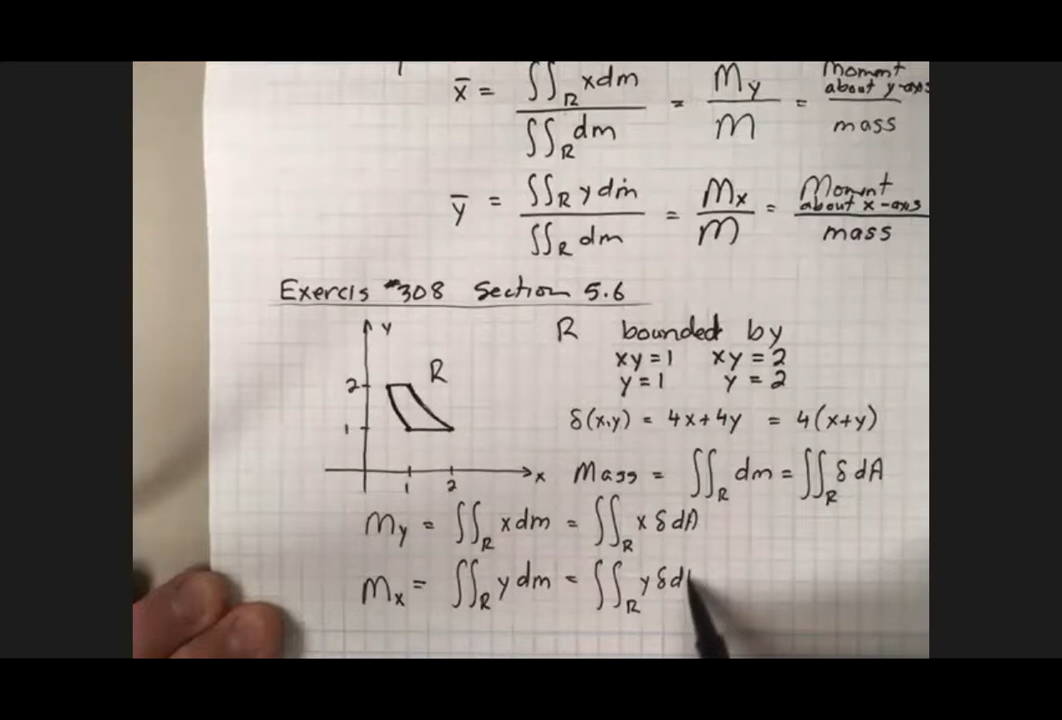 x̄ = ∫∫_R x dm / ∫∫_R dm = M_y / m = Moment about y-axis / mass
ȳ = ∫∫_R y dm / ∫∫_R dm = M_x / m = Momnt about x-axis / mass
Exercis #308 Section 5.6
y
R
2
1
1 2 x
R bounded by
xy = 1 xy = 2
y = 1 y = 2
δ(x,y) = 4x+4y = 4(x+y)
Mass = ∫∫_R dm = ∫∫_R δ dA
M_y = ∫∫_R x dm = ∫∫_R x δ dA
M_x = ∫∫_R y dm = ∫∫_R y δ d